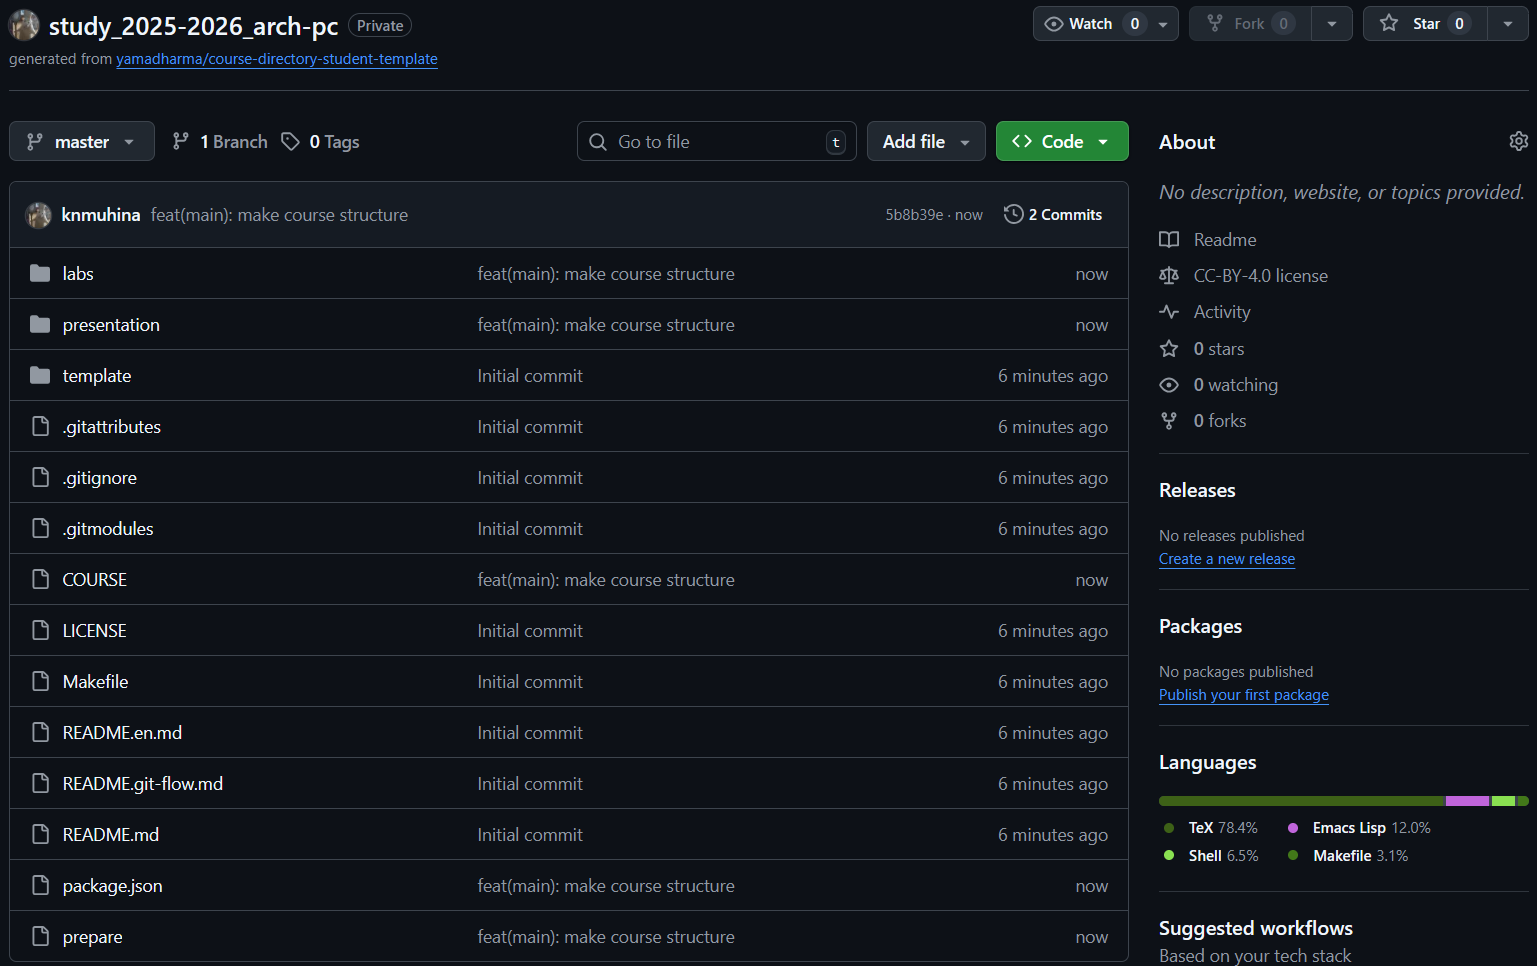 study_2025-2026_arch-pc Private Watch 0 Fork 0 Star 0
generated from yamadharma/course-directory-student-template
master 1 Branch 0 Tags Go to file t Add file Code
knmuhina feat(main): make course structure 5b8b39e · now 2 Commits
labs feat(main): make course structure now
presentation feat(main): make course structure now
template Initial commit 6 minutes ago
.gitattributes Initial commit 6 minutes ago
.gitignore Initial commit 6 minutes ago
.gitmodules Initial commit 6 minutes ago
COURSE feat(main): make course structure now
LICENSE Initial commit 6 minutes ago
Makefile Initial commit 6 minutes ago
README.en.md Initial commit 6 minutes ago
README.git-flow.md Initial commit 6 minutes ago
README.md Initial commit 6 minutes ago
package.json feat(main): make course structure now
prepare feat(main): make course structure now
About
No description, website, or topics provided.
Readme
CC-BY-4.0 license
Activity
0 stars
0 watching
0 forks
Releases
No releases published
Create a new release
Packages
No packages published
Publish your first package
Languages
TeX 78.4% Emacs Lisp 12.0%
Shell 6.5% Makefile 3.1%
Suggested workflows
Based on your tech stack